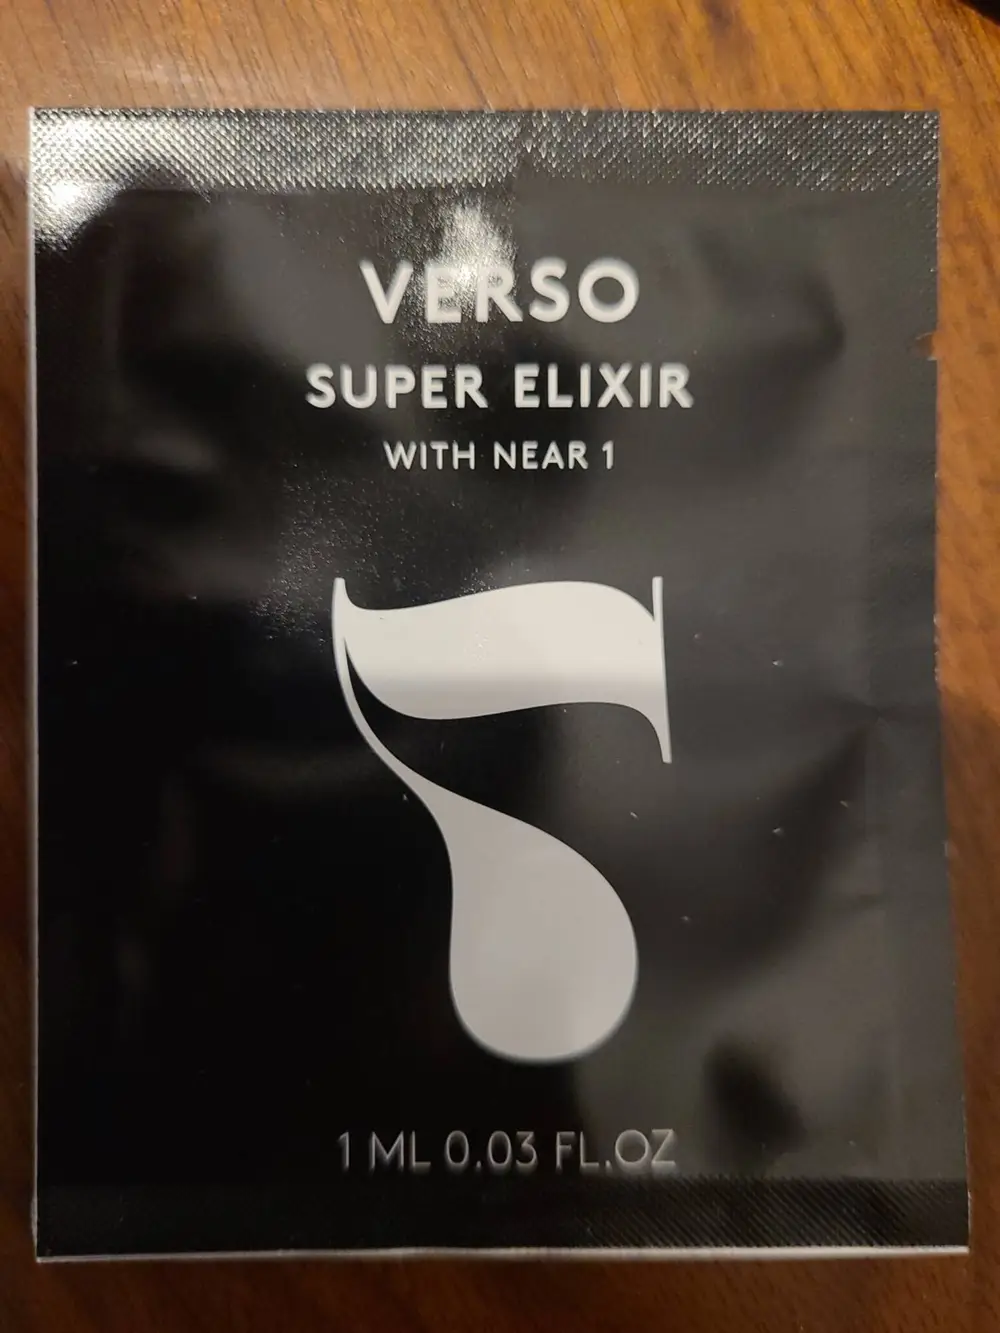 VERSO
SUPER ELIXIR
WITH NEAR 1
7
1 ML 0.03 FL.OZ